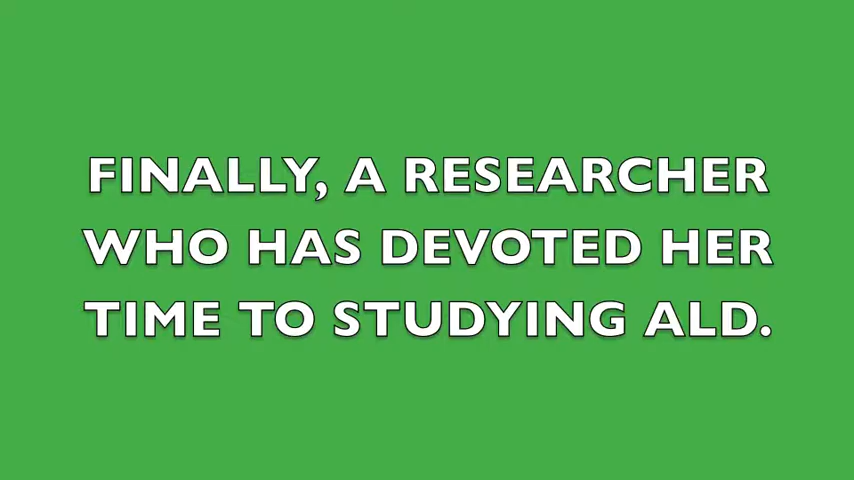 FINALLY, A RESEARCHER
WHO HAS DEVOTED HER
TIME TO STUDYING ALD.